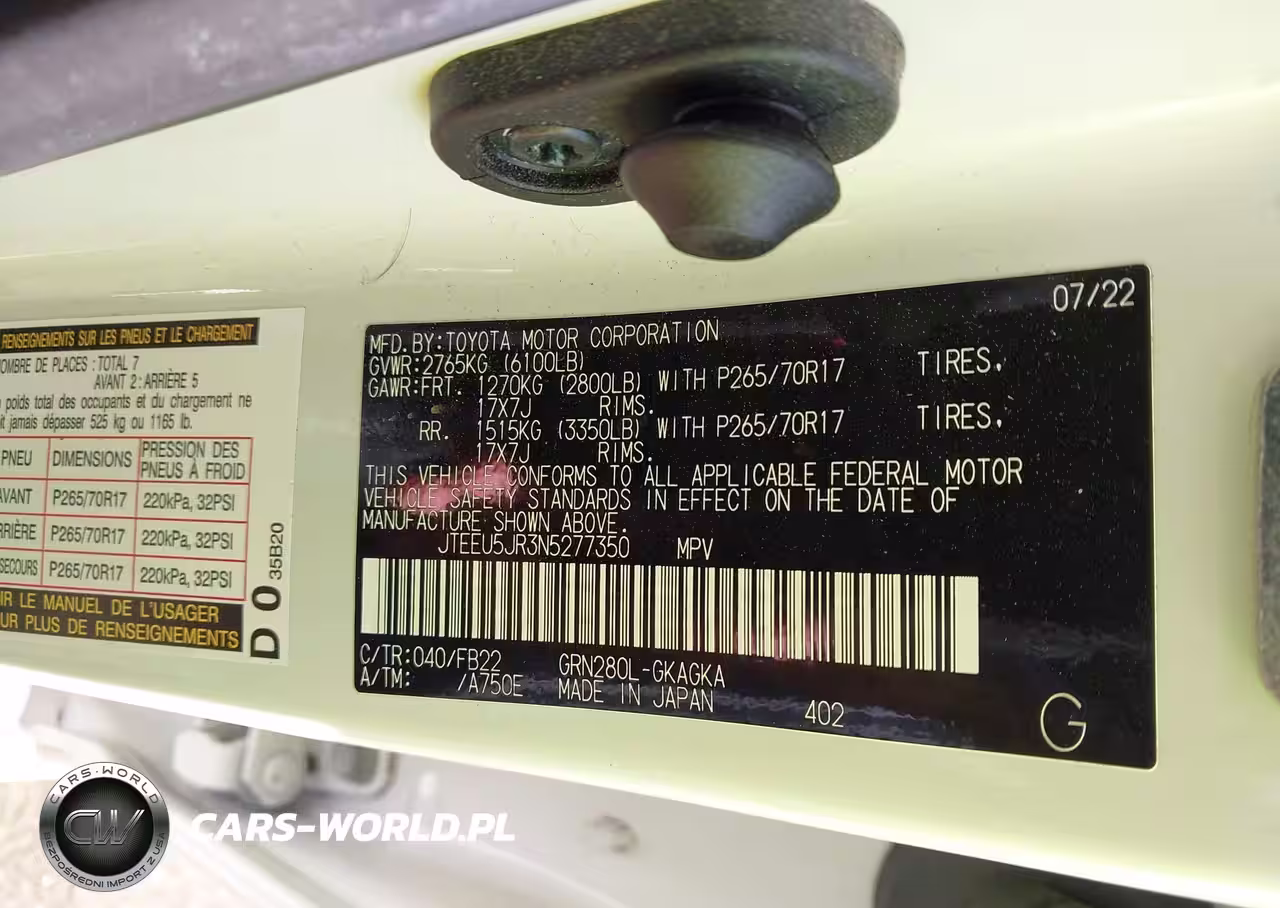 RENSEIGNEMENTS SUR LES PNEUS ET LE CHARGEMENT
NOMBRE DE PLACES : TOTAL 7
AVANT 2 : ARRIÈRE 5
poids total des occupants et du chargement ne
jamais dépasser 525 kg ou 1165 lb.
PNEU DIMENSIONS PRESSION DES PNEUS À FROID
AVANT P265/70R17 220kPa, 32PSI
ARRIÈRE P265/70R17 220kPa, 32PSI
SECOURS P265/70R17 220kPa, 32PSI
LE MANUEL DE L'USAGER
PLUS DE RENSEIGNEMENTS
D 0 35B20
07/22
MFD. BY: TOYOTA MOTOR CORPORATION
GVWR: 2765KG (6100LB)
GAWR: FRT. 1270KG (2800LB) WITH P265/70R17 TIRES.
17X7J RIMS.
RR. 1515KG (3350LB) WITH P265/70R17 TIRES.
17X7J RIMS.
THIS VEHICLE CONFORMS TO ALL APPLICABLE FEDERAL MOTOR
VEHICLE SAFETY STANDARDS IN EFFECT ON THE DATE OF
MANUFACTURE SHOWN ABOVE.
JTEEU5JR3N5277350 MPV
C/TR: 040/FB22 GRN280L-GKAGKA
A/TM: /A750E MADE IN JAPAN
402
G
CARS-WORLD
CW
BEZPOŚREDNI IMPORT Z USA
CARS-WORLD.PL